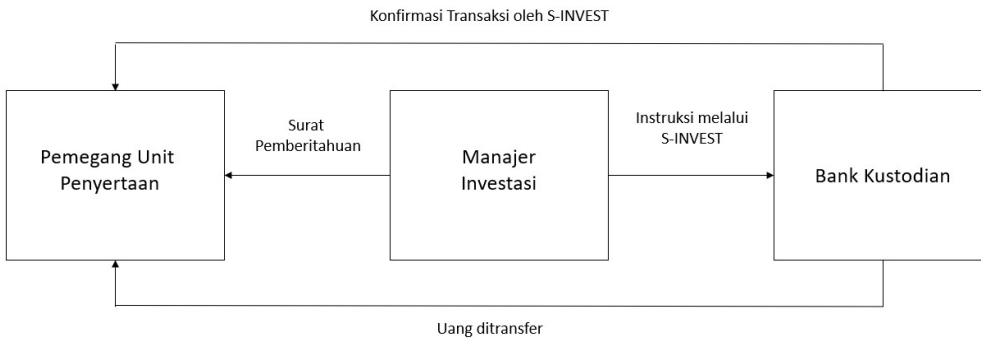 Konfirmasi Transaksi oleh S-INVEST
Surat
Pemberitahuan
Instruksi melalui
S-INVEST
Pemegang Unit
Penyertaan
Manajer
Investasi
Bank Kustodian
Uang ditransfer